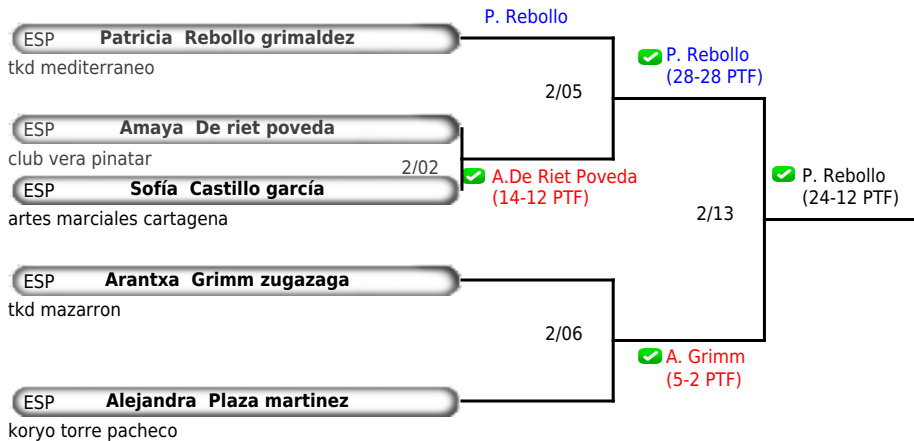 P. Rebollo
ESP Patricia Rebollo grimaldez
tkd mediterraneo
P. Rebollo
(28-28 PTF)
2/05
ESP Amaya De riet poveda
club vera pinatar
2/02
A.De Riet Poveda
(14-12 PTF)
ESP Sofía Castillo garcía
artes marciales cartagena
P. Rebollo
(24-12 PTF)
2/13
ESP Arantxa Grimm zugazaga
tkd mazarron
2/06
A. Grimm
(5-2 PTF)
ESP Alejandra Plaza martinez
koryo torre pacheco